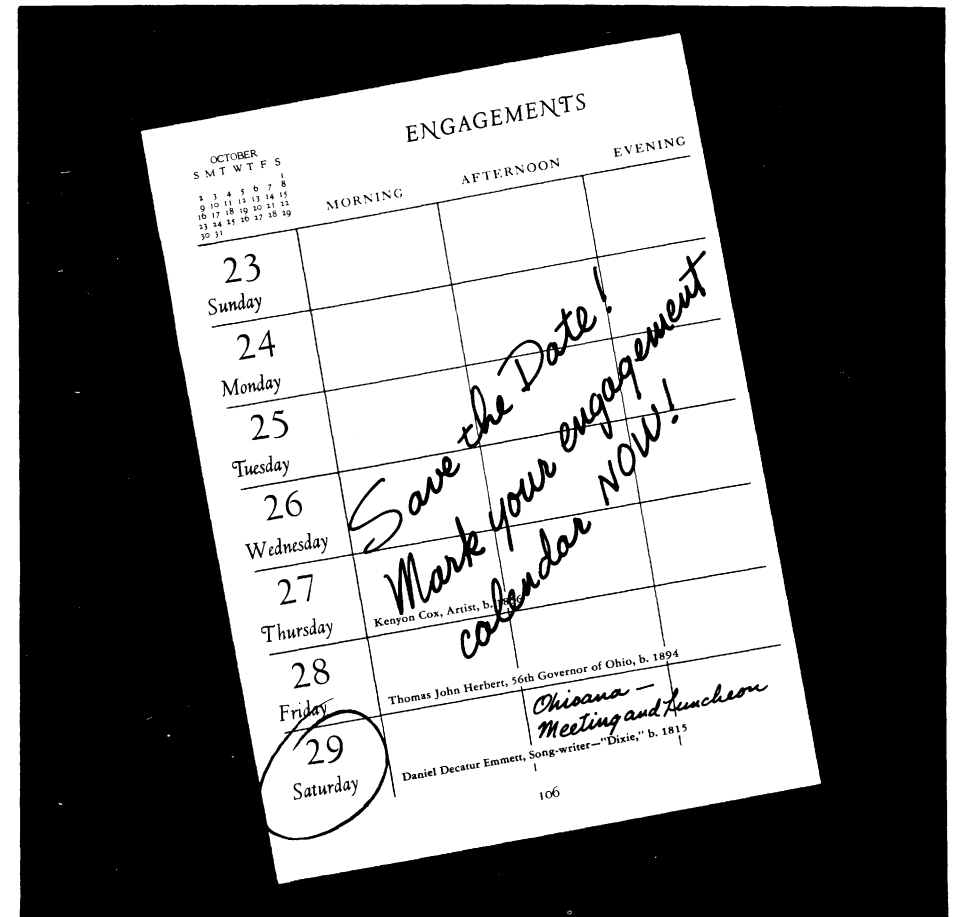 ENGAGEMENTS
OCTOBER
S M T W T F S
1
2 3 4 5 6 7 8
9 10 11 12 13 14 15
16 17 18 19 20 21 22
23 24 25 26 27 28 29
30 31
MORNING AFTERNOON EVENING
23
Sunday
24
Monday
25
Tuesday
26
Wednesday
27
Thursday
28
Friday
29
Saturday
Save the Date!
Mark your engagement
calendar NOW!
Kenyon Cox, Artist, b.
Thomas John Herbert, 56th Governor of Ohio, b. 1894
Ohioana —
Meeting and Luncheon
Daniel Decatur Emmett, Song-writer—"Dixie," b. 1815
106